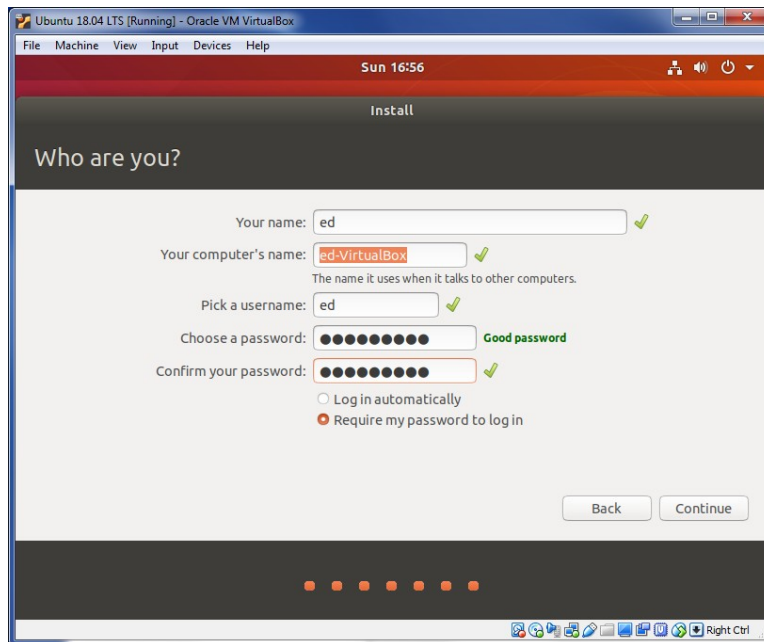 Ubuntu 18.04 LTS [Running] - Oracle VM VirtualBox
File Machine View Input Devices Help
Sun 16:56
Install
Who are you?
Your name: ed
Your computer's name: ed-VirtualBox
The name it uses when it talks to other computers.
Pick a username: ed
Choose a password: ●●●●●●●●● Good password
Confirm your password: ●●●●●●●●●
Log in automatically
Require my password to log in
Back Continue
Right Ctrl